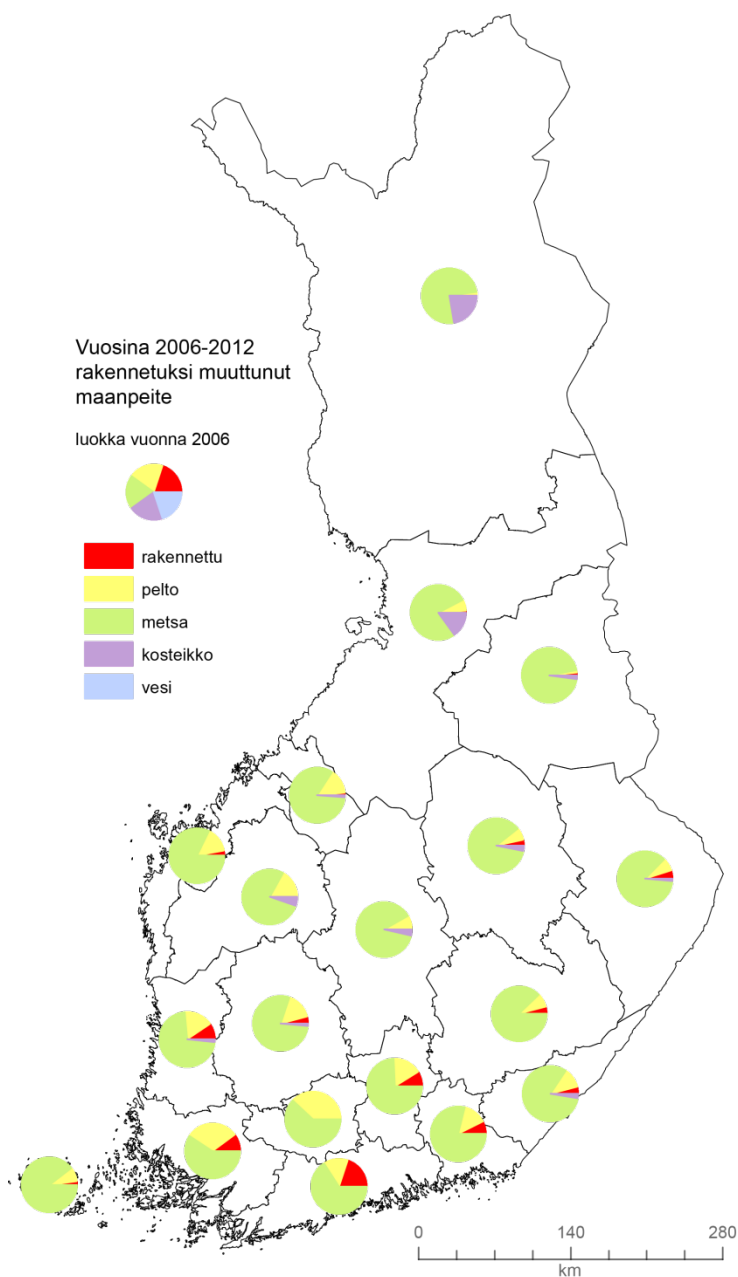 Vuosina 2006-2012
rakennetuksi muuttunut
maanpeite
luokka vuonna 2006
rakennettu
pelto
metsa
kosteikko
vesi
0 140 280
km